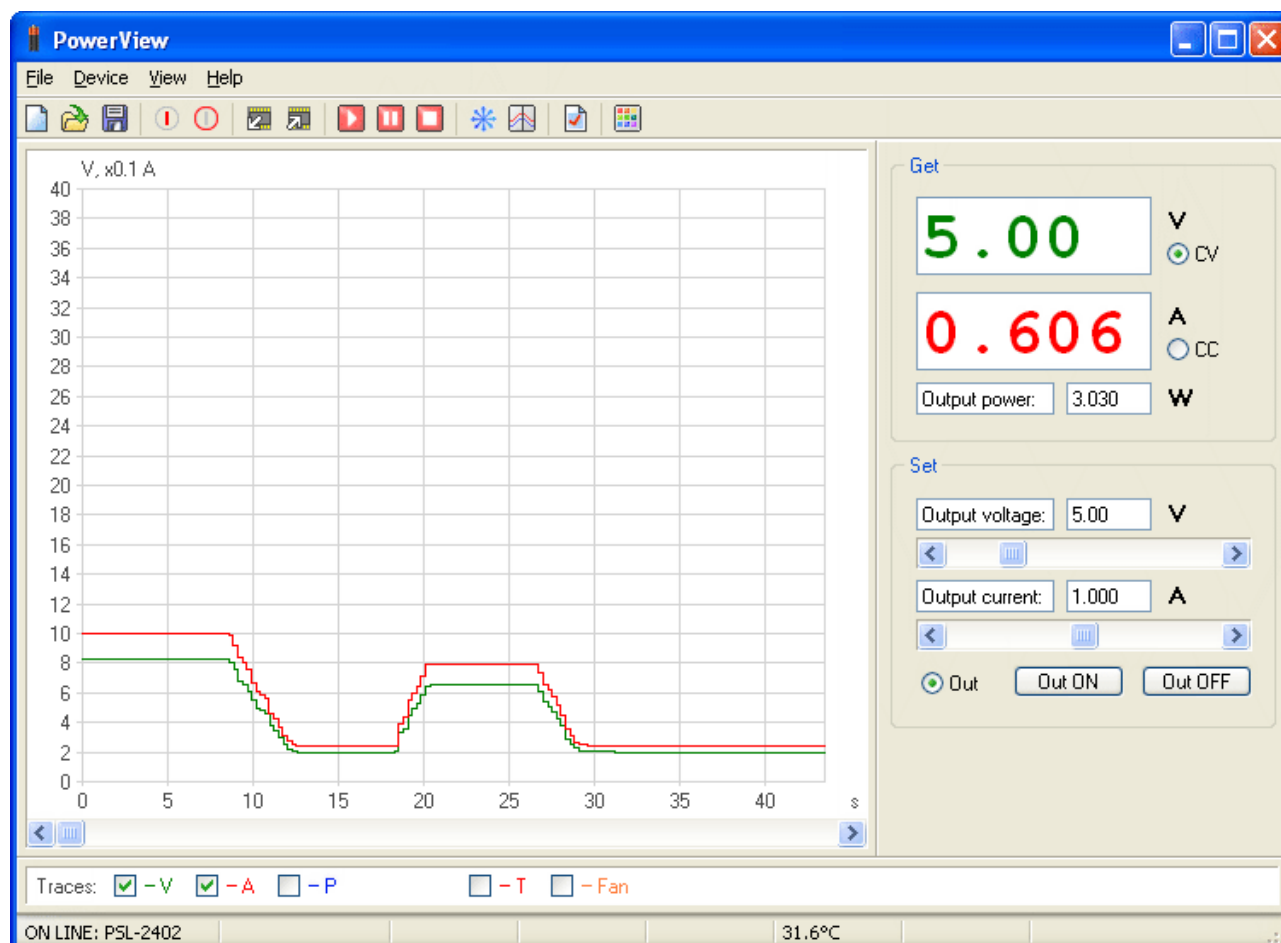 PowerView
File Device View Help
V, x0.1 A
40
38
36
34
32
30
28
26
24
22
20
18
16
14
12
10
8
6
4
2
0
0 5 10 15 20 25 30 35 40 s
Get
5.00 V
CV
0.606 A
CC
Output power: 3.030 W
Set
Output voltage: 5.00 V
Output current: 1.000 A
Out Out ON Out OFF
Traces: – V – A – P – T – Fan
ON LINE: PSL-2402 31.6°C